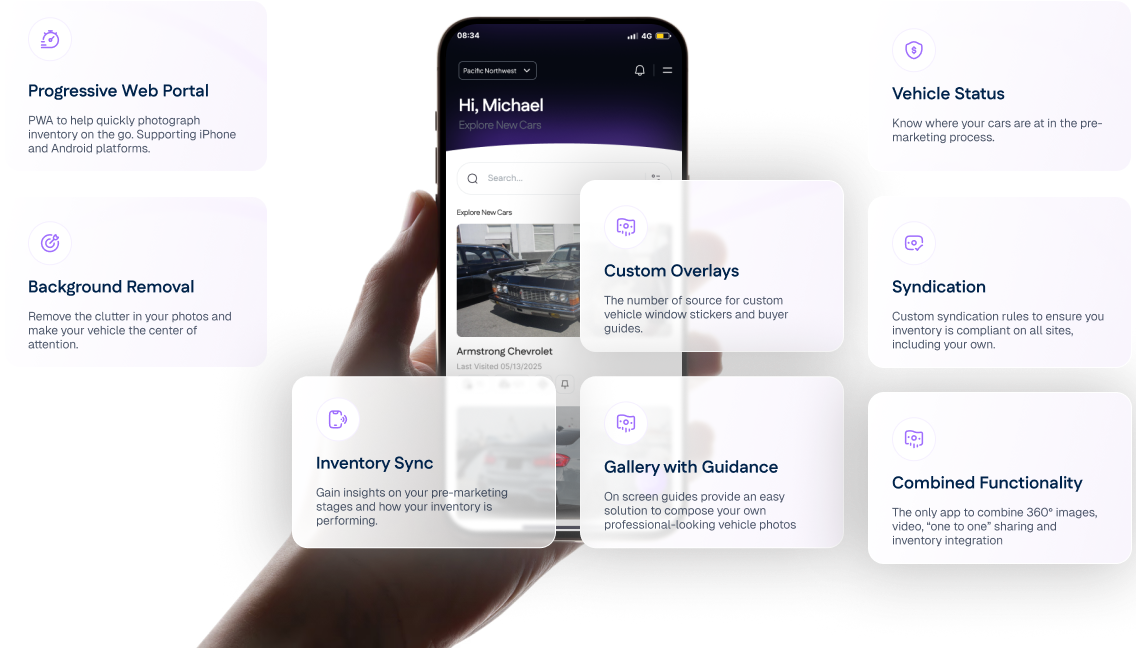 Progressive Web Portal
PWA to help quickly photograph
inventory on the go. Supporting iPhone
and Android platforms.
Background Removal
Remove the clutter in your photos and
make your vehicle the center of
attention.
08:34
4G
Pacific Northwest
Hi, Michael
Explore New Cars
Search...
Explore New Cars
Armstrong Chevrolet
Last Visited 05/13/2025
Inventory Sync
Gain insights on your pre-marketing
stages and how your inventory is
performing.
Custom Overlays
The number of source for custom
vehicle window stickers and buyer
guides.
Gallery with Guidance
On screen guides provide an easy
solution to compose your own
professional-looking vehicle photos
Vehicle Status
Know where your cars are at in the pre-
marketing process.
Syndication
Custom syndication rules to ensure you
inventory is compliant on all sites,
including your own.
Combined Functionality
The only app to combine 360° images,
video, “one to one” sharing and
inventory integration